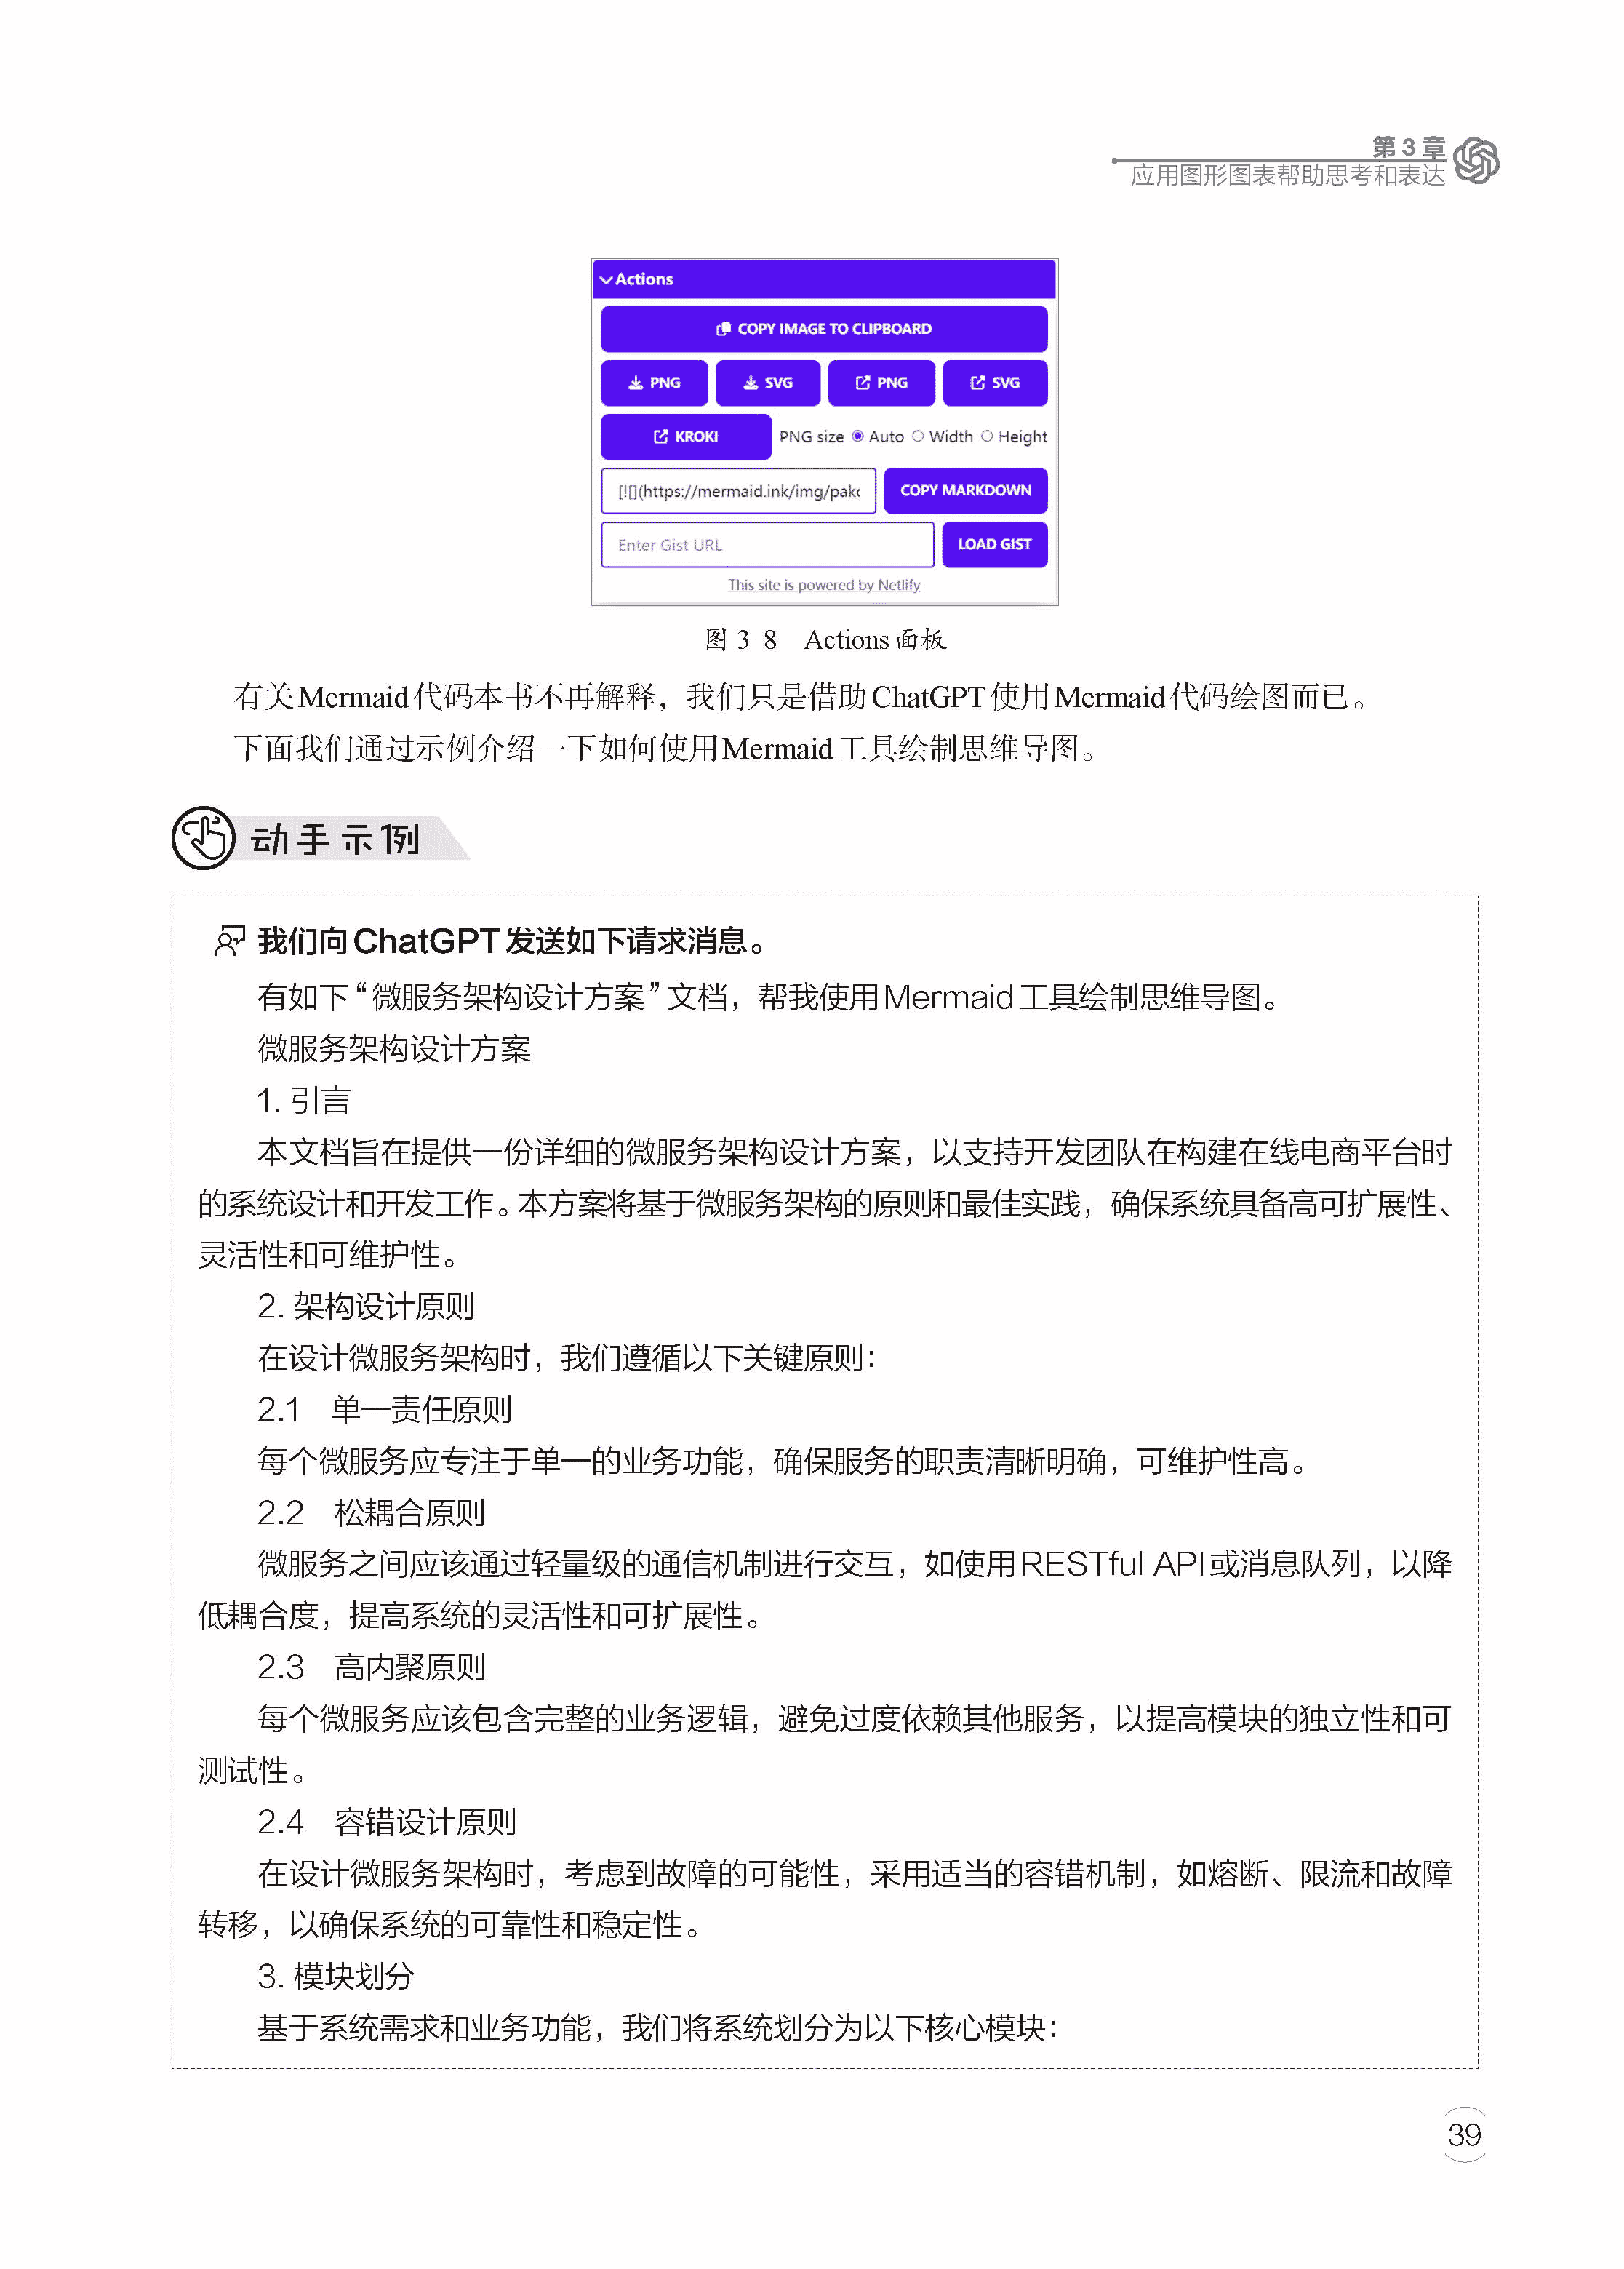 第3章
应用图形图表帮助思考和表达
Actions
COPY IMAGE TO CLIPBOARD
PNG SVG PNG SVG
KROKI PNG size Auto Width Height
[![](https://mermaid.ink/img/pak COPY MARKDOWN
Enter Gist URL LOAD GIST
This site is powered by Netlify
图 3-8 Actions面板
有关Mermaid代码本书不再解释，我们只是借助ChatGPT使用Mermaid代码绘图而已。
下面我们通过示例介绍一下如何使用Mermaid工具绘制思维导图。
动手示例
我们向ChatGPT发送如下请求消息。
有如下“微服务架构设计方案”文档，帮我使用Mermaid工具绘制思维导图。
微服务架构设计方案
1. 引言
本文档旨在提供一份详细的微服务架构设计方案，以支持开发团队在构建在线电商平台时
的系统设计和开发工作。本方案将基于微服务架构的原则和最佳实践，确保系统具备高可扩展性、
灵活性和可维护性。
2. 架构设计原则
在设计微服务架构时，我们遵循以下关键原则：
2.1 单一责任原则
每个微服务应专注于单一的业务功能，确保服务的职责清晰明确，可维护性高。
2.2 松耦合原则
微服务之间应该通过轻量级的通信机制进行交互，如使用RESTful API或消息队列，以降
低耦合度，提高系统的灵活性和可扩展性。
2.3 高内聚原则
每个微服务应该包含完整的业务逻辑，避免过度依赖其他服务，以提高模块的独立性和可
测试性。
2.4 容错设计原则
在设计微服务架构时，考虑到故障的可能性，采用适当的容错机制，如熔断、限流和故障
转移，以确保系统的可靠性和稳定性。
3. 模块划分
基于系统需求和业务功能，我们将系统划分为以下核心模块：
39